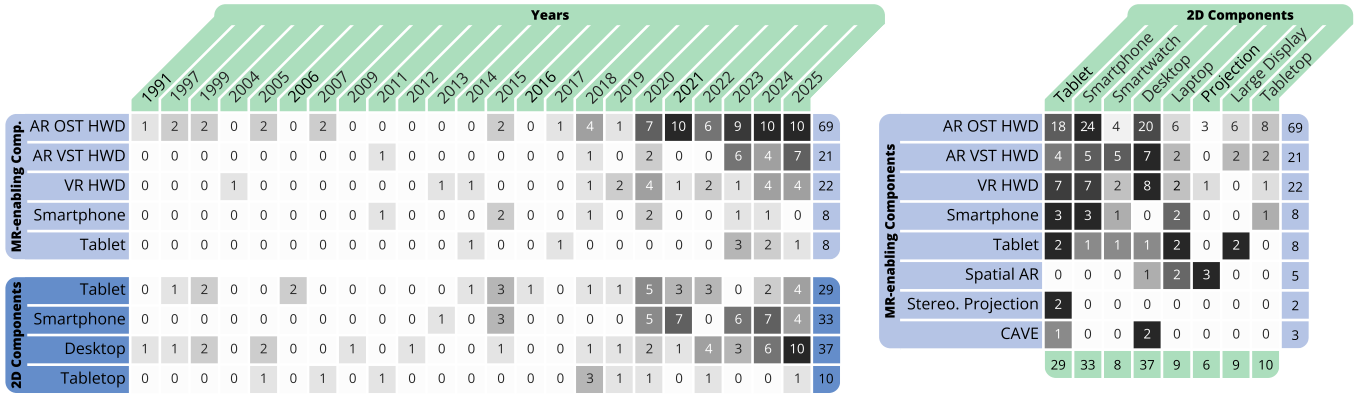 Years
1991 1997 1999 2004 2005 2006 2007 2009 2011 2012 2013 2014 2015 2016 2017 2018 2019 2020 2021 2022 2023 2024 2025
MR-enabling Comp.
AR OST HWD 1 2 2 0 2 0 2 0 0 0 0 0 2 0 1 4 1 7 10 6 9 10 10 69
AR VST HWD 0 0 0 0 0 0 0 0 1 0 0 0 0 0 0 1 0 2 0 0 6 4 7 21
VR HWD 0 0 0 1 0 0 0 0 0 0 1 1 0 0 0 1 2 4 1 2 1 4 4 22
Smartphone 0 0 0 0 0 0 0 0 1 0 0 0 2 0 0 1 0 2 0 0 1 1 0 8
Tablet 0 0 0 0 0 0 0 0 0 0 0 1 0 0 1 0 0 0 0 0 3 2 1 8
2D Components
Tablet 0 1 2 0 0 2 0 0 0 0 0 1 3 1 0 1 1 5 3 3 0 2 4 29
Smartphone 0 0 0 0 0 0 0 0 0 0 1 0 3 0 0 0 0 5 7 0 6 7 4 33
Desktop 1 1 2 0 2 0 0 1 0 1 0 0 1 0 0 1 1 2 1 4 3 6 10 37
Tabletop 0 0 0 0 1 0 1 0 1 0 0 0 0 0 0 3 1 1 0 1 0 0 1 10
2D Components
Tablet Smartphone Smartwatch Desktop Laptop Projection Large Display Tabletop
MR-enabling Components
AR OST HWD 18 24 4 20 6 3 6 8 69
AR VST HWD 4 5 5 7 2 0 2 2 21
VR HWD 7 7 2 8 2 1 0 1 22
Smartphone 3 3 1 0 2 0 0 1 8
Tablet 2 1 1 1 2 0 2 0 8
Spatial AR 0 0 0 1 2 3 0 0 5
Stereo. Projection 2 0 0 0 0 0 0 0 2
CAVE 1 0 0 2 0 0 0 0 3
29 33 8 37 9 6 9 10